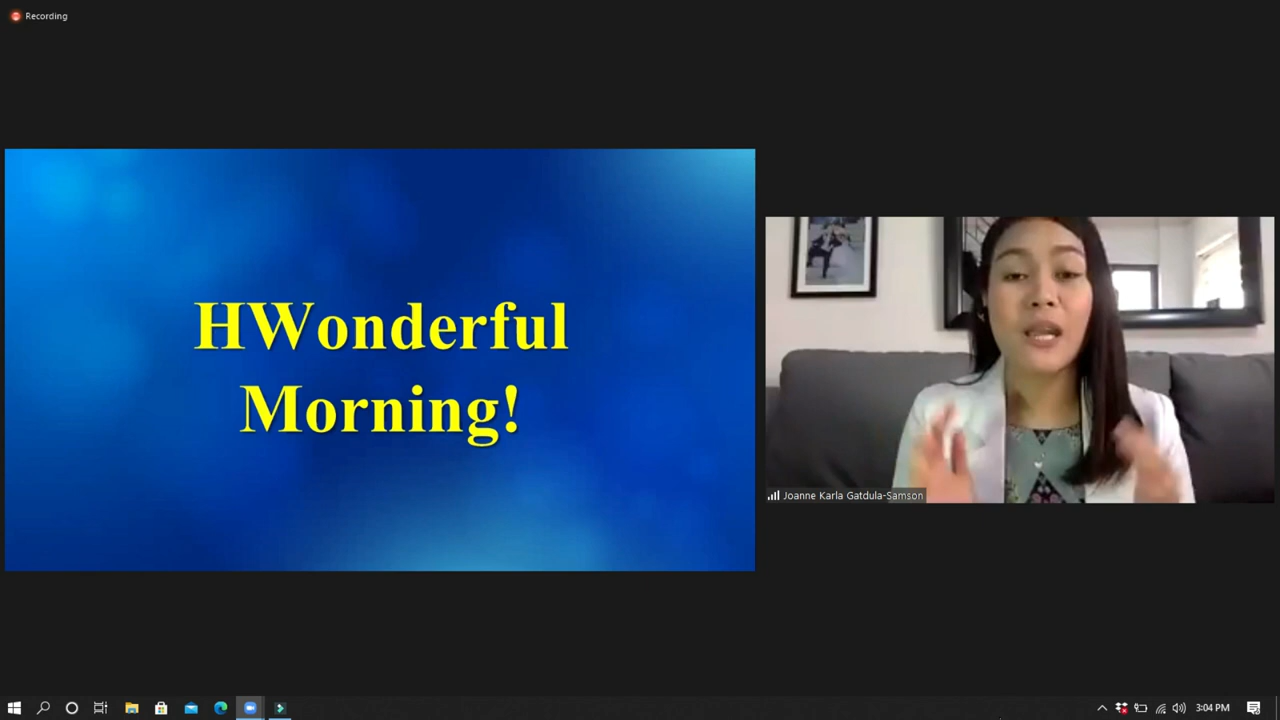 Recording
HWonderful
Morning!
Joanne Karla Gatdula-Samson
3:04 PM